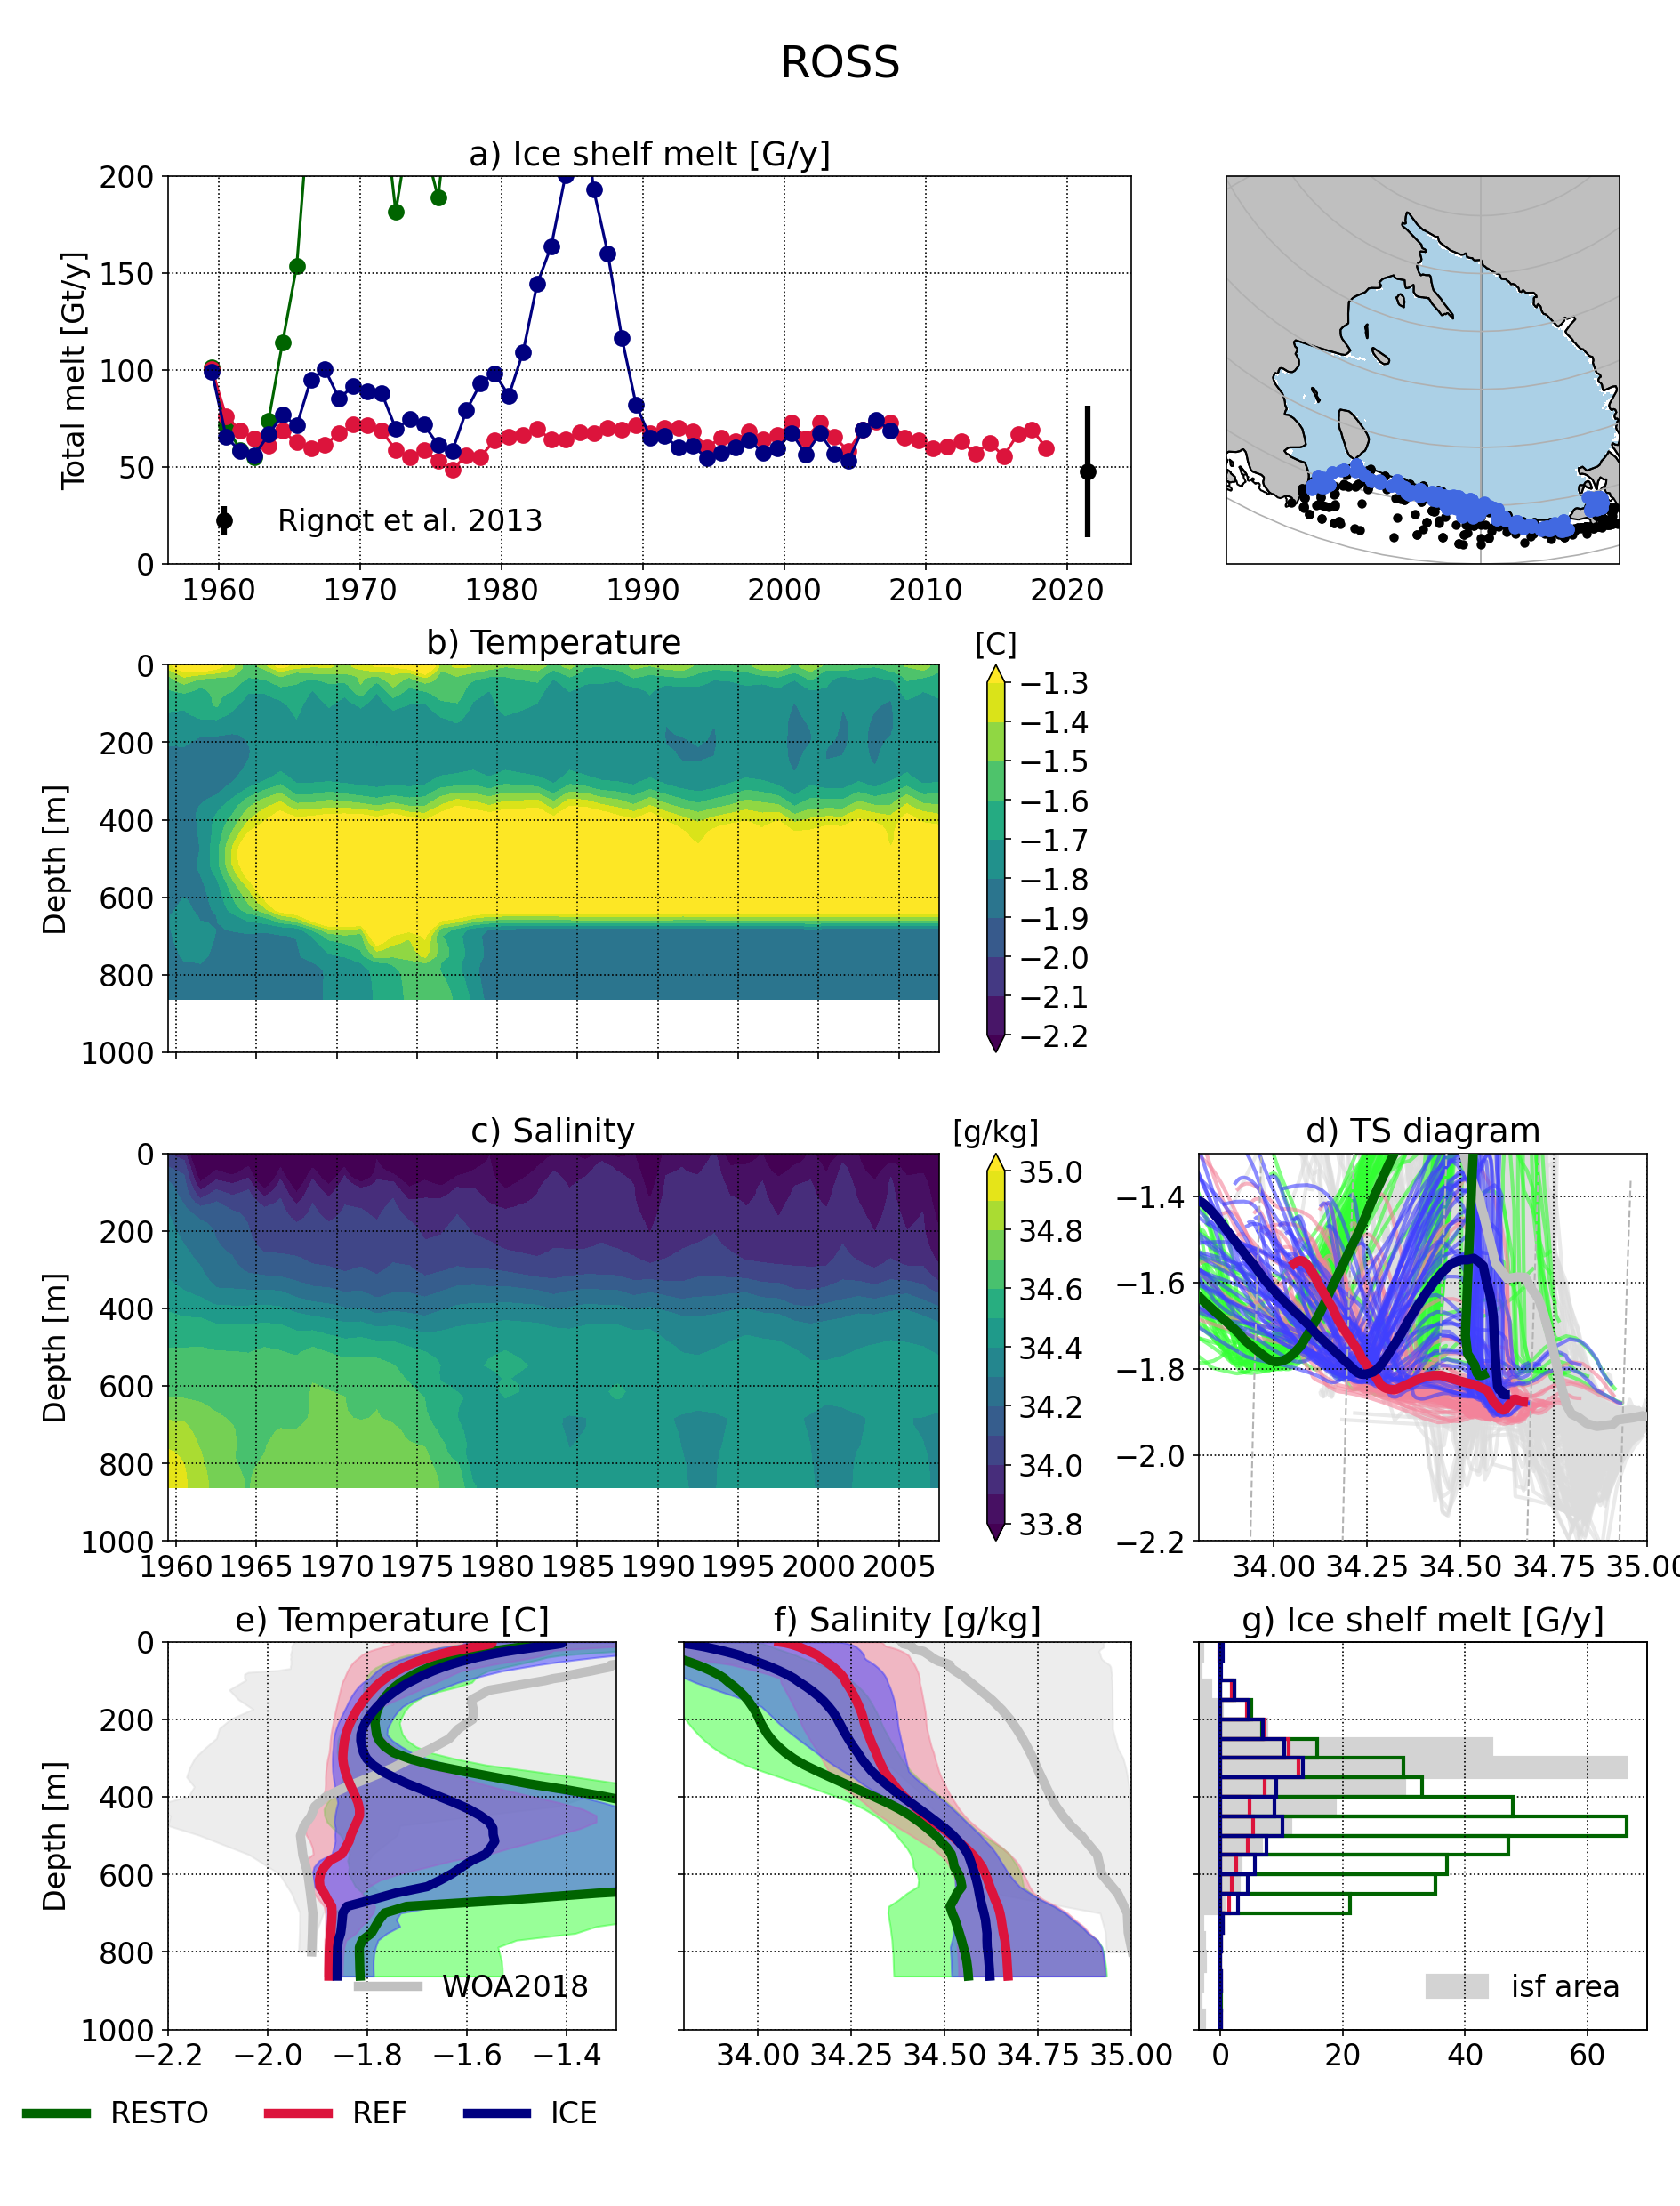 ROSS
a) Ice shelf melt [G/y]
Total melt [Gt/y]
200
150
100
50
0
Rignot et al. 2013
1960 1970 1980 1990 2000 2010 2020
b) Temperature
[C]
Depth [m]
0
200
400
600
800
1000
−1.3
−1.4
−1.5
−1.6
−1.7
−1.8
−1.9
−2.0
−2.1
−2.2
c) Salinity
[g/kg]
Depth [m]
0
200
400
600
800
1000
1960 1965 1970 1975 1980 1985 1990 1995 2000 2005
35.0
34.8
34.6
34.4
34.2
34.0
33.8
d) TS diagram
−1.4
−1.6
−1.8
−2.0
−2.2
34.00 34.25 34.50 34.75 35.0
e) Temperature [C]
Depth [m]
0
200
400
600
800
1000
WOA2018
−2.2 −2.0 −1.8 −1.6 −1.4
f) Salinity [g/kg]
34.00 34.25 34.50 34.75 35.00
g) Ice shelf melt [G/y]
isf area
0 20 40 60
RESTO REF ICE